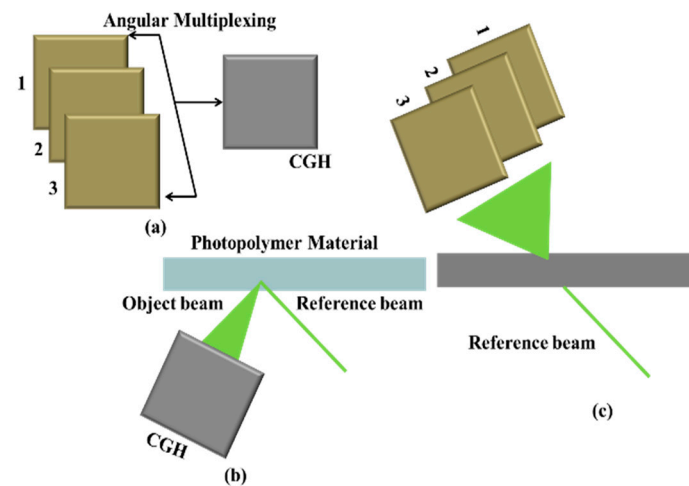 Angular Multiplexing
1
2
3
CGH
(a)
Photopolymer Material
Object beam
Reference beam
CGH
(b)
1
2
3
Reference beam
(c)